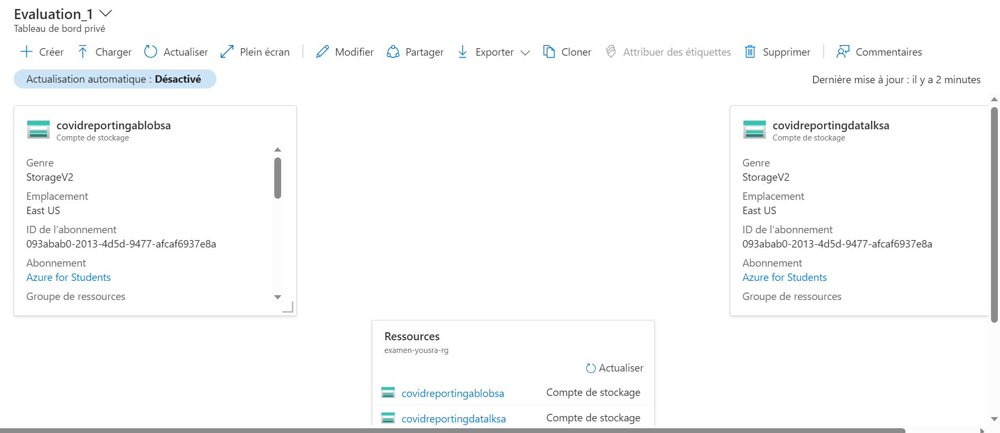 Evaluation_1
Tableau de bord privé
Créer Charger Actualiser Plein écran Modifier Partager Exporter Cloner Attribuer des étiquettes Supprimer Commentaires
Actualisation automatique : Désactivé
Dernière mise à jour : il y a 2 minutes
covidreportingablobsa
Compte de stockage
Genre
StorageV2
Emplacement
East US
ID de l'abonnement
093abab0-2013-4d5d-9477-afcaf6937e8a
Abonnement
Azure for Students
Groupe de ressources
covidreportingdatalksa
Compte de stockage
Genre
StorageV2
Emplacement
East US
ID de l'abonnement
093abab0-2013-4d5d-9477-afcaf6937e8a
Abonnement
Azure for Students
Groupe de ressources
Ressources
examen-yousra-rg
Actualiser
covidreportingablobsa Compte de stockage
covidreportingdatalksa Compte de stockage